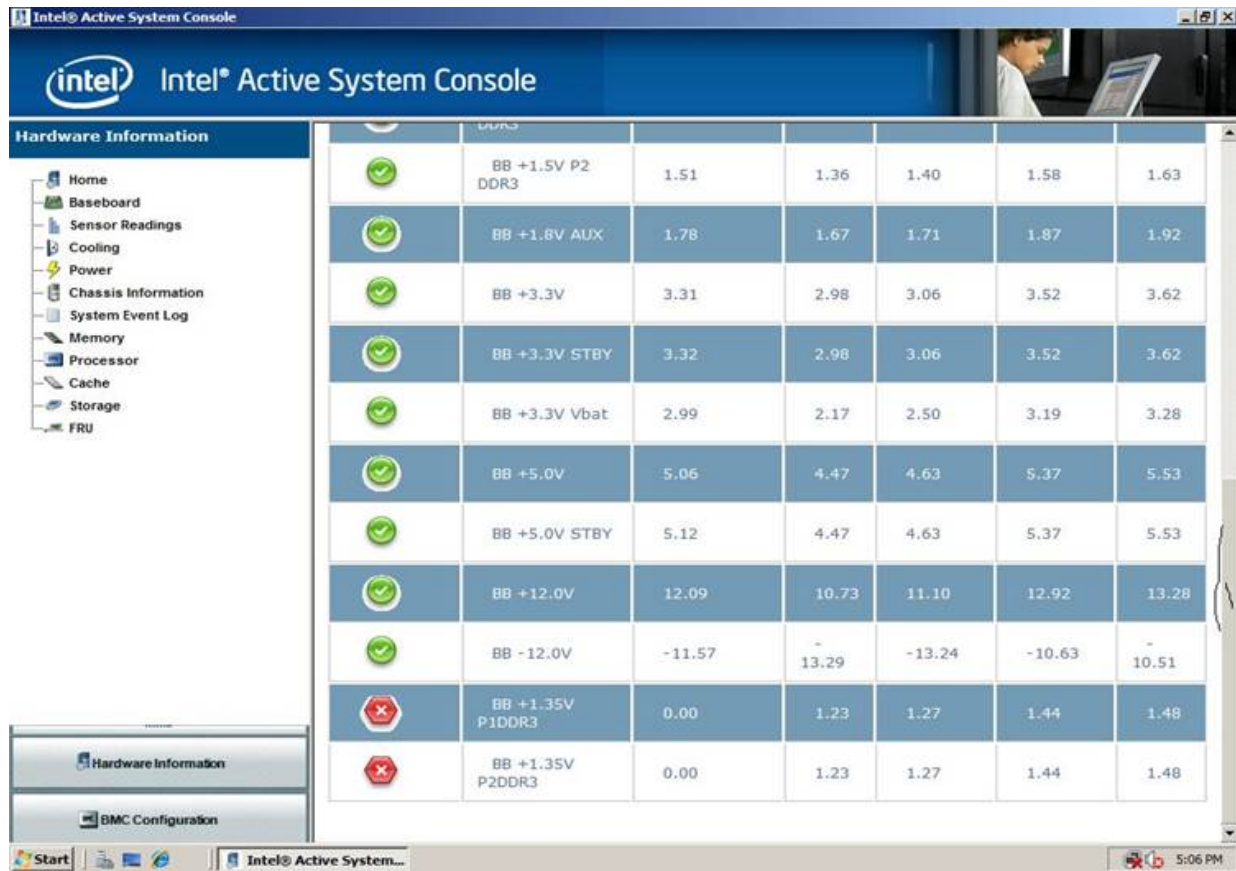 Intel® Active System Console
intel Intel® Active System Console
Hardware Information
Home
Baseboard
Sensor Readings
Cooling
Power
Chassis Information
System Event Log
Memory
Processor
Cache
Storage
FRU
Hardware Information
BMC Configuration
DDR3
BB +1.5V P2 DDR3 1.51 1.36 1.40 1.58 1.63
BB +1.8V AUX 1.78 1.67 1.71 1.87 1.92
BB +3.3V 3.31 2.98 3.06 3.52 3.62
BB +3.3V STBY 3.32 2.98 3.06 3.52 3.62
BB +3.3V Vbat 2.99 2.17 2.50 3.19 3.28
BB +5.0V 5.06 4.47 4.63 5.37 5.53
BB +5.0V STBY 5.12 4.47 4.63 5.37 5.53
BB +12.0V 12.09 10.73 11.10 12.92 13.28
BB -12.0V -11.57 -13.29 -13.24 -10.63 -10.51
BB +1.35V P1DDR3 0.00 1.23 1.27 1.44 1.48
BB +1.35V P2DDR3 0.00 1.23 1.27 1.44 1.48
Start Intel® Active System... 5:06 PM